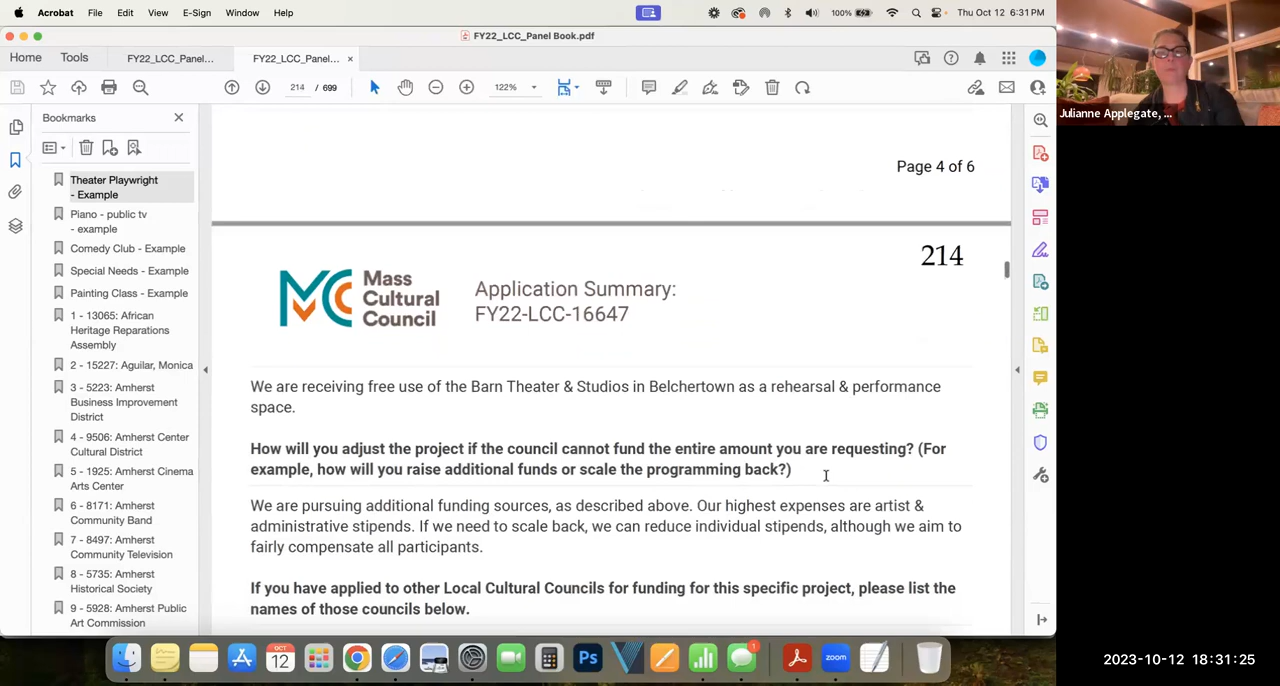 Acrobat File Edit View E-Sign Window Help 100% Thu Oct 12 6:31 PM
FY22_LCC_Panel Book.pdf
Home Tools FY22_LCC_Panel... FY22_LCC_Panel... ×
214 / 699 122%
Bookmarks
Theater Playwright
- Example
Piano - public tv
- example
Comedy Club - Example
Special Needs - Example
Painting Class - Example
1 - 13065: African
Heritage Reparations
Assembly
2 - 15227: Aguilar, Monica
3 - 5223: Amherst
Business Improvement
District
4 - 9506: Amherst Center
Cultural District
5 - 1925: Amherst Cinema
Arts Center
6 - 8171: Amherst
Community Band
7 - 8497: Amherst
Community Television
8 - 5735: Amherst
Historical Society
9 - 5928: Amherst Public
Art Commission
Page 4 of 6
214
Mass
Cultural
Council
Application Summary:
FY22-LCC-16647
We are receiving free use of the Barn Theater & Studios in Belchertown as a rehearsal & performance
space.
How will you adjust the project if the council cannot fund the entire amount you are requesting? (For
example, how will you raise additional funds or scale the programming back?)
We are pursuing additional funding sources, as described above. Our highest expenses are artist &
administrative stipends. If we need to scale back, we can reduce individual stipends, although we aim to
fairly compensate all participants.
If you have applied to other Local Cultural Councils for funding for this specific project, please list the
names of those councils below.
Julianne Applegate, ...
OCT
12
Ps
zoom
1
2023-10-12 18:31:25